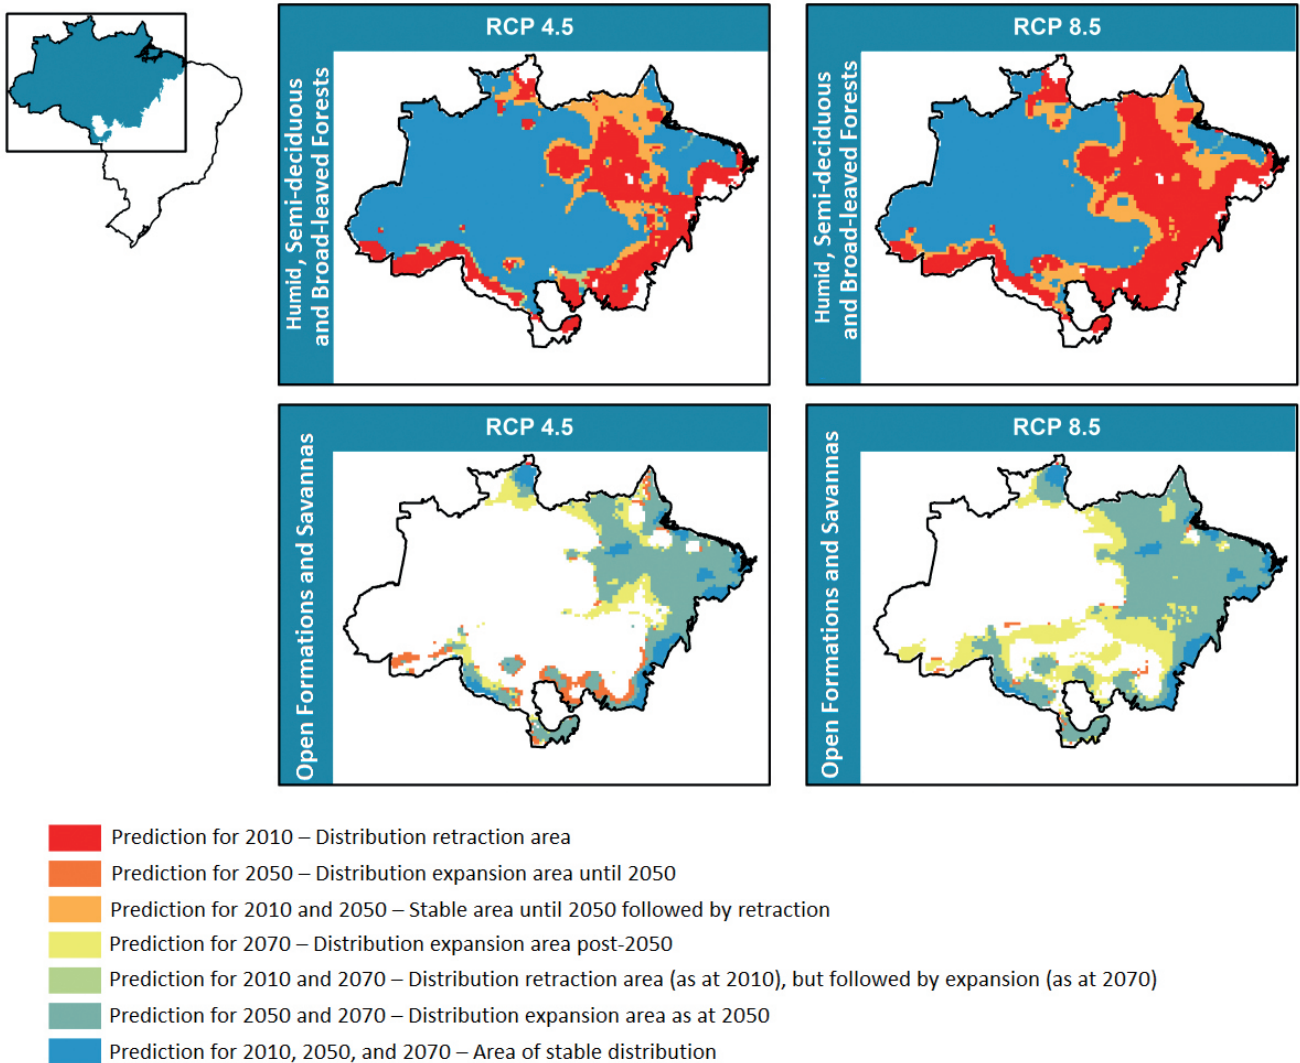 RCP 4.5
Humid, Semi-deciduous
and Broad-leaved Forests
RCP 8.5
Humid, Semi-deciduous
and Broad-leaved Forests
RCP 4.5
Open Formations and Savannas
RCP 8.5
Open Formations and Savannas
Prediction for 2010 – Distribution retraction area
Prediction for 2050 – Distribution expansion area until 2050
Prediction for 2010 and 2050 – Stable area until 2050 followed by retraction
Prediction for 2070 – Distribution expansion area post-2050
Prediction for 2010 and 2070 – Distribution retraction area (as at 2010), but followed by expansion (as at 2070)
Prediction for 2050 and 2070 – Distribution expansion area as at 2050
Prediction for 2010, 2050, and 2070 – Area of stable distribution